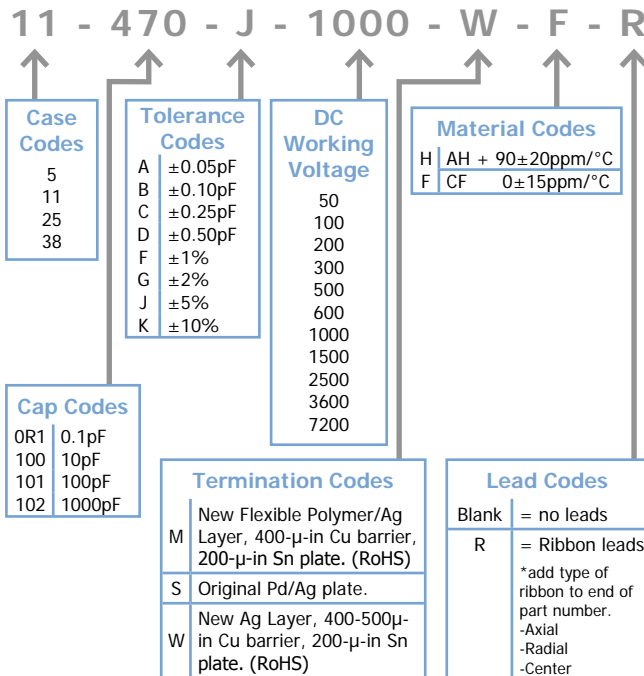 11 - 470 - J - 1000 - W - F - R
Case
Codes
5
11
25
38
Tolerance
Codes
A ±0.05pF
B ±0.10pF
C ±0.25pF
D ±0.50pF
F ±1%
G ±2%
J ±5%
K ±10%
DC
Working
Voltage
50
100
200
300
500
600
1000
1500
2500
3600
7200
Material Codes
H AH + 90±20ppm/°C
F CF 0±15ppm/°C
Cap Codes
0R1 0.1pF
100 10pF
101 100pF
102 1000pF
Termination Codes
M New Flexible Polymer/Ag
Layer, 400-µ-in Cu barrier,
200-µ-in Sn plate. (RoHS)
S Original Pd/Ag plate.
W New Ag Layer, 400-500µ-
in Cu barrier, 200-µ-in Sn
plate. (RoHS)
Lead Codes
Blank = no leads
R = Ribbon leads
*add type of
ribbon to end of
part number.
-Axial
-Radial
-Center